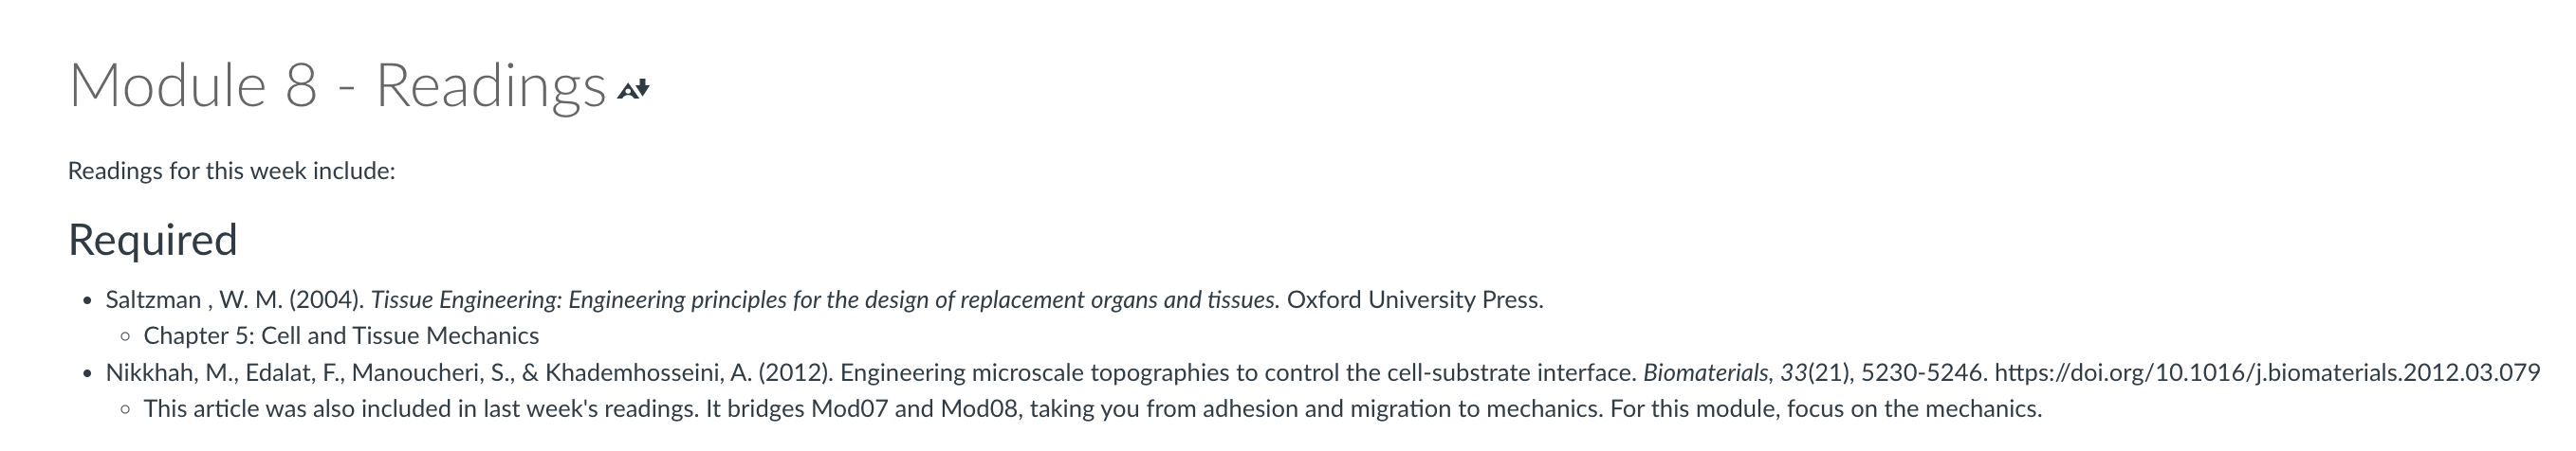 Module 8 - Readings
Readings for this week include:
Required
Saltzman , W. M. (2004). Tissue Engineering: Engineering principles for the design of replacement organs and tissues. Oxford University Press.
Chapter 5: Cell and Tissue Mechanics
Nikkhah, M., Edalat, F., Manoucheri, S., & Khademhosseini, A. (2012). Engineering microscale topographies to control the cell-substrate interface. Biomaterials, 33(21), 5230-5246. https://doi.org/10.1016/j.biomaterials.2012.03.079
This article was also included in last week's readings. It bridges Mod07 and Mod08, taking you from adhesion and migration to mechanics. For this module, focus on the mechanics.